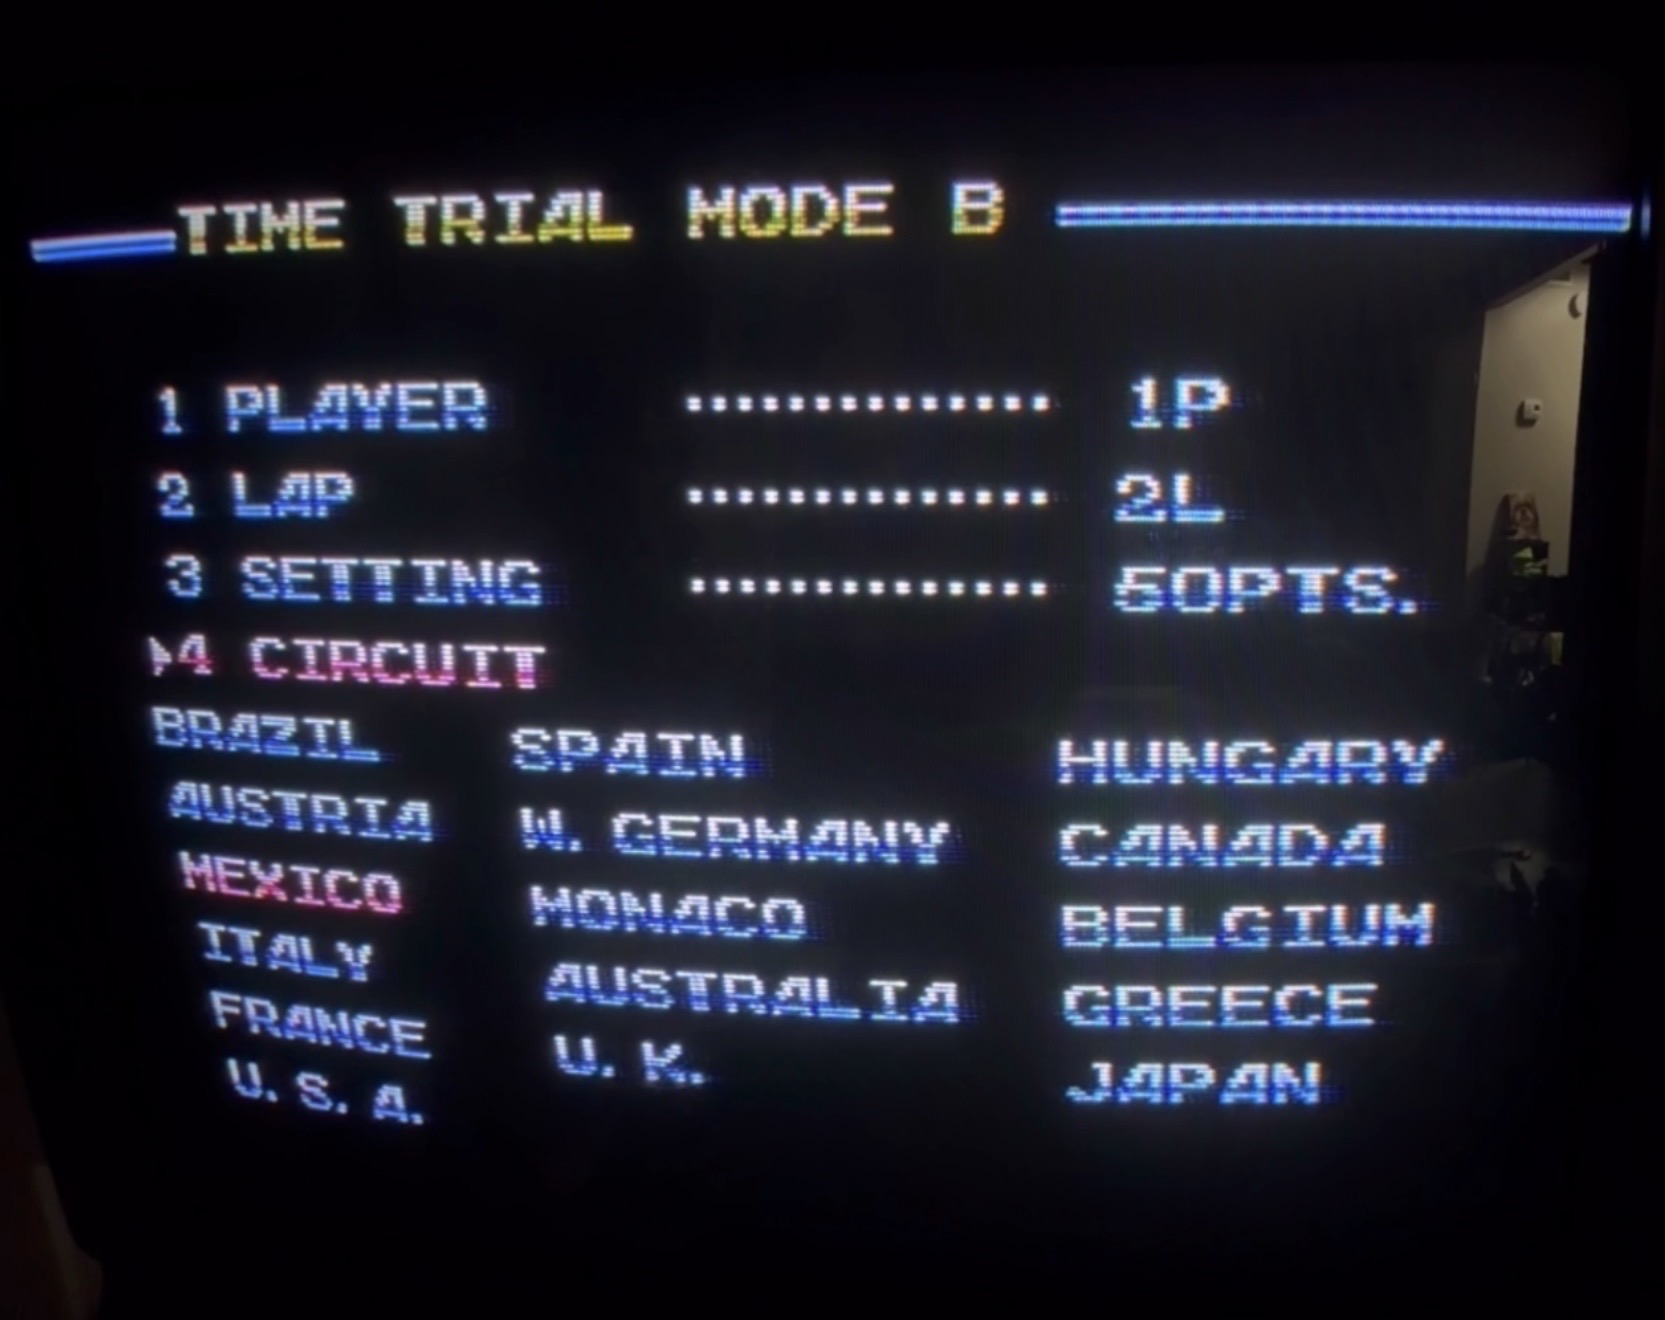 TIME TRIAL MODE B
1 PLAYER ............... 1P
2 LAP ............... 2L
3 SETTING ............... 50PTS.
▶4 CIRCUIT
BRAZIL SPAIN HUNGARY
AUSTRIA W. GERMANY CANADA
MEXICO MONACO BELGIUM
ITALY AUSTRALIA GREECE
FRANCE U. K. JAPAN
U. S. A.